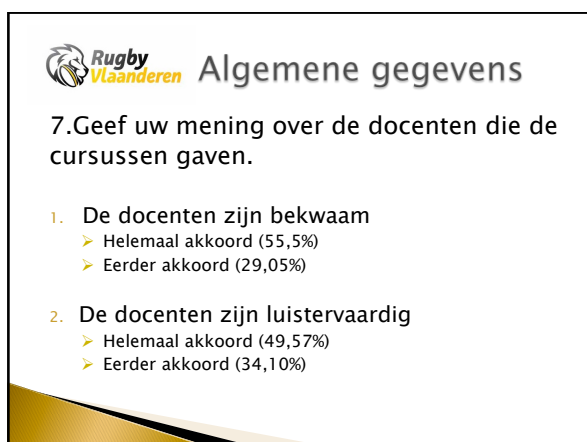 Rugby
Vlaanderen
Algemene gegevens
7.Geef uw mening over de docenten die de
cursussen gaven.
1. De docenten zijn bekwaam
➢ Helemaal akkoord (55,5%)
➢ Eerder akkoord (29,05%)
2. De docenten zijn luistervaardig
➢ Helemaal akkoord (49,57%)
➢ Eerder akkoord (34,10%)